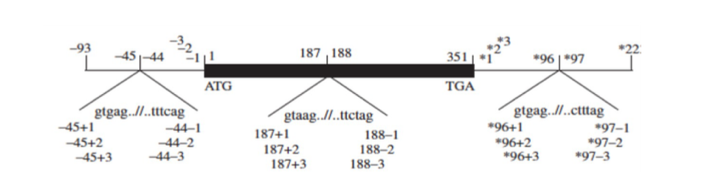 –93 –45 –44 –3 –2 –1 1 187 188 351 *1 *2 *3 *96 *97 *22
ATG TGA
gtgag..//..tttcag gtaag..//..ttctag gtgag..//..ctttag
–45+1 –44–1 187+1 188–1 *96+1 *97–1
–45+2 –44–2 187+2 188–2 *96+2 *97–2
–45+3 –44–3 187+3 188–3 *96+3 *97–3